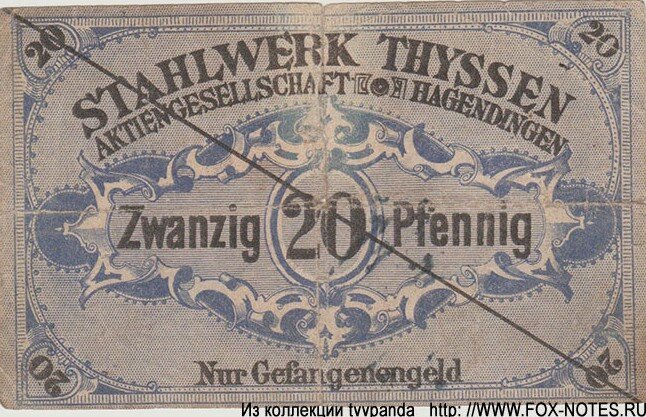 20 20
STAHLWERK THYSSEN
AKTIENGESELLSCHAFT HAGENDINGEN
Zwanzig 20 Pfennig
Nur Gefangenengeld
20 20
Из коллекции tvvpanda http://WWW.FOX-NOTES.RU